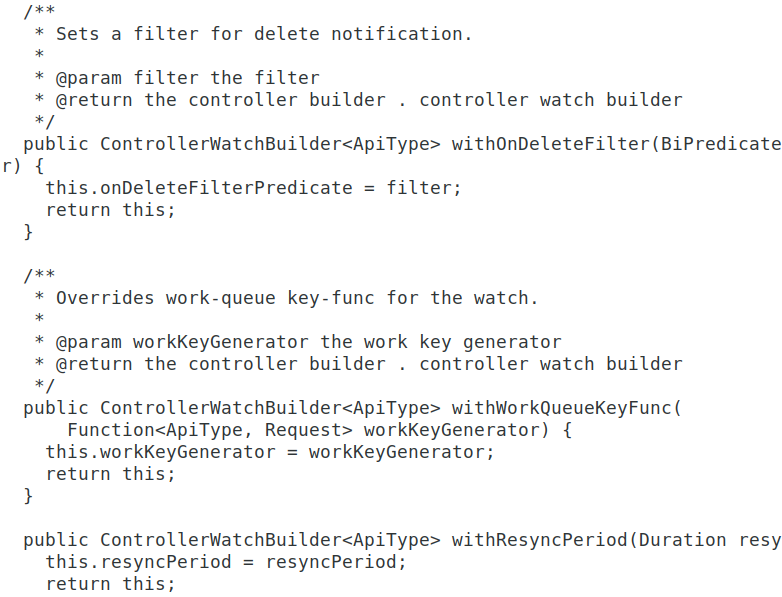 /**
 * Sets a filter for delete notification.
 *
 * @param filter the filter
 * @return the controller builder . controller watch builder
 */
public ControllerWatchBuilder<ApiType> withOnDeleteFilter(BiPredicate
r) {
this.onDeleteFilterPredicate = filter;
return this;
}
/**
 * Overrides work-queue key-func for the watch.
 *
 * @param workKeyGenerator the work key generator
 * @return the controller builder . controller watch builder
 */
public ControllerWatchBuilder<ApiType> withWorkQueueKeyFunc(
Function<ApiType, Request> workKeyGenerator) {
this.workKeyGenerator = workKeyGenerator;
return this;
}
public ControllerWatchBuilder<ApiType> withResyncPeriod(Duration resy
this.resyncPeriod = resyncPeriod;
return this;